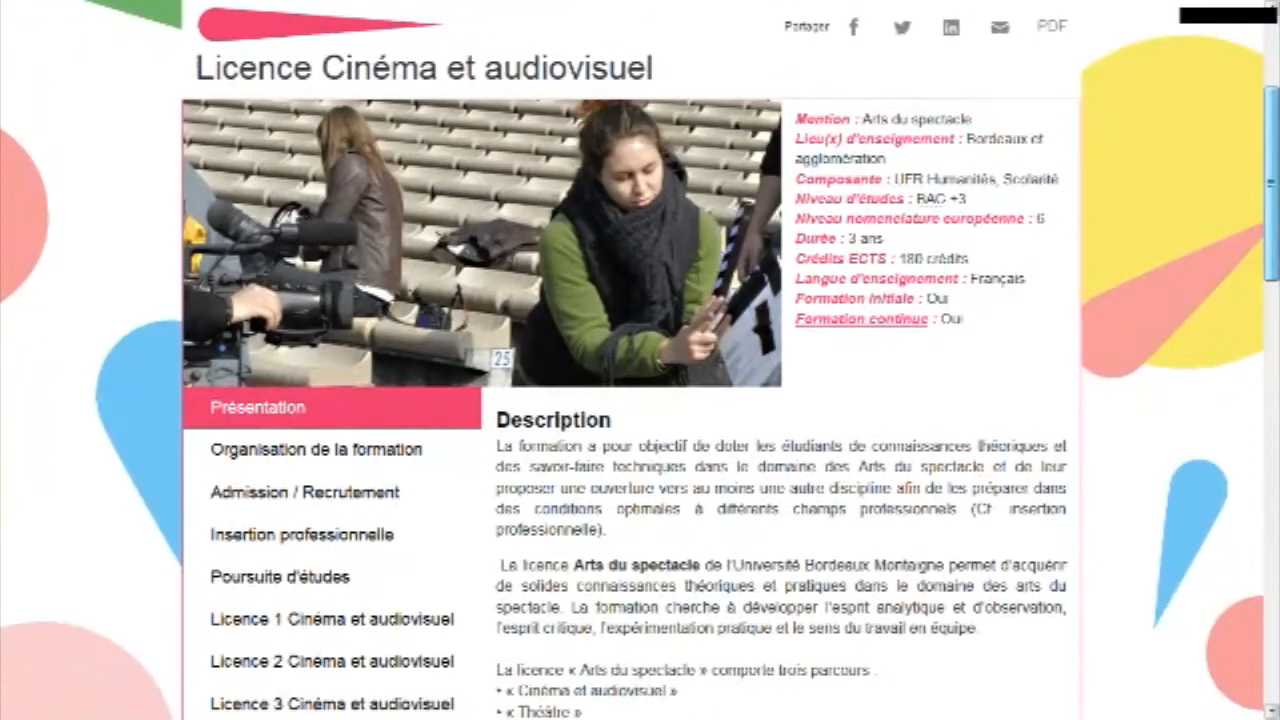 Partager PDF
Licence Cinéma et audiovisuel
Mention : Arts du spectacle
Lieu(x) d'enseignement : Bordeaux et
agglomération
Composante : UFR Humanités, Scolarité
Niveau d'études : BAC +3
Niveau nomenclature européenne : 6
Durée : 3 ans
Crédits ECTS : 180 crédits
Langue d'enseignement : Français
Formation initiale : Oui
Formation continue : Oui
25
Présentation
Organisation de la formation
Admission / Recrutement
Insertion professionnelle
Poursuite d'études
Licence 1 Cinéma et audiovisuel
Licence 2 Cinéma et audiovisuel
Licence 3 Cinéma et audiovisuel
Description
La formation a pour objectif de doter les étudiants de connaissances théoriques et
des savoir-faire techniques dans le domaine des Arts du spectacle et de leur
proposer une ouverture vers au moins une autre discipline afin de les préparer dans
des conditions optimales à différents champs professionnels (Cf insertion
professionnelle).
La licence Arts du spectacle de l'Université Bordeaux Montaigne permet d'acquérir
de solides connaissances théoriques et pratiques dans le domaine des arts du
spectacle. La formation cherche à développer l'esprit analytique et d'observation,
l'esprit critique, l'expérimentation pratique et le sens du travail en équipe.
La licence « Arts du spectacle » comporte trois parcours :
• « Cinéma et audiovisuel »
• « Théâtre »